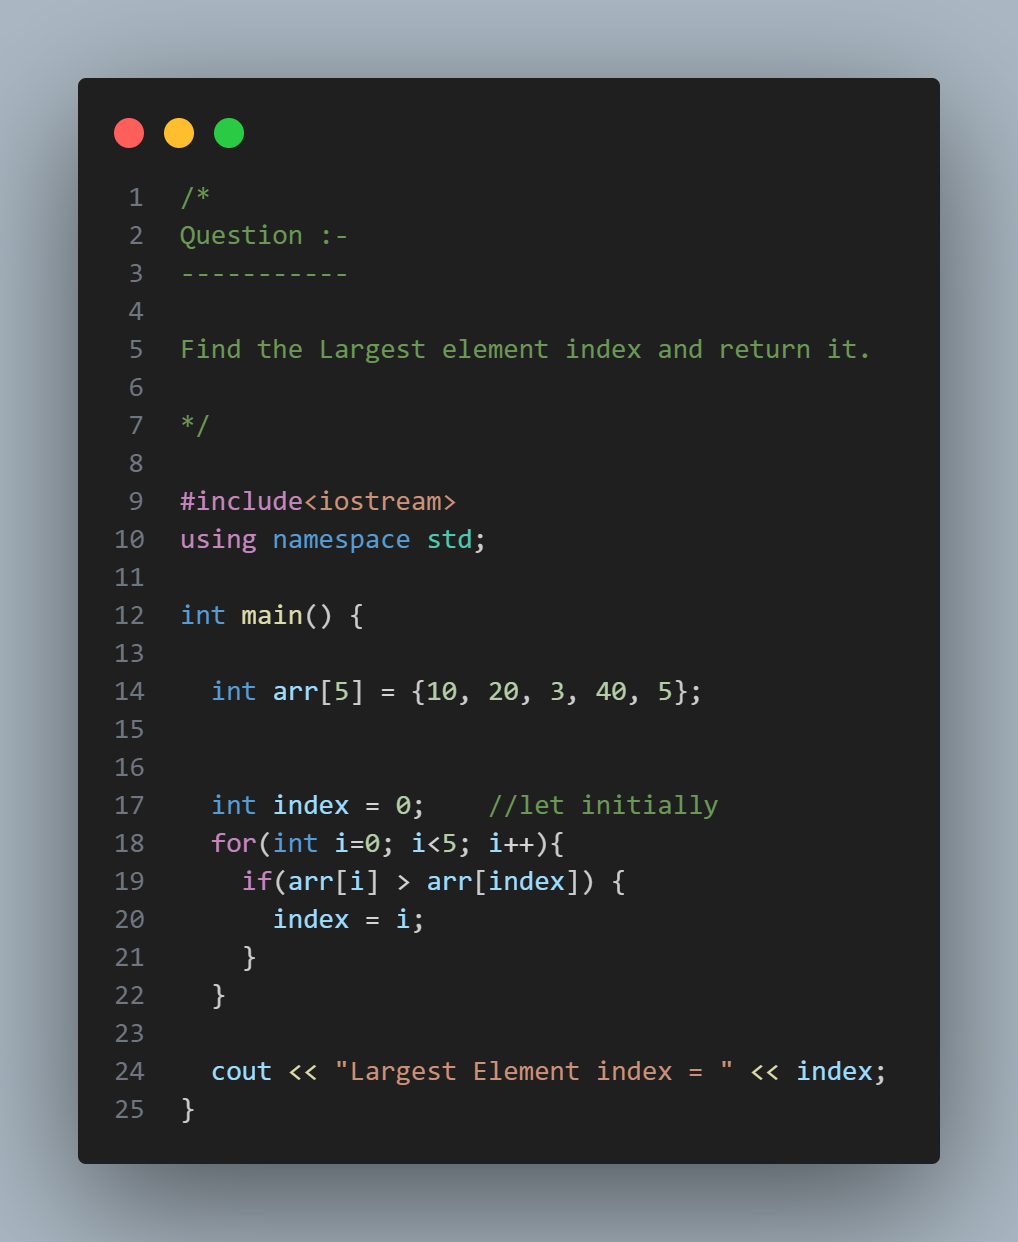 1 /*
2 Question :-
3 -----------
4
5 Find the Largest element index and return it.
6
7 */
8
9 #include<iostream>
10 using namespace std;
11
12 int main() {
13
14   int arr[5] = {10, 20, 3, 40, 5};
15
16
17   int index = 0;    //let initially
18   for(int i=0; i<5; i++){
19     if(arr[i] > arr[index]) {
20       index = i;
21     }
22   }
23
24   cout << "Largest Element index = " << index;
25 }